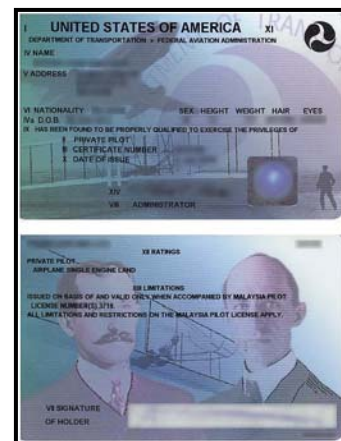 I UNITED STATES OF AMERICA XI
DEPARTMENT OF TRANSPORTATION • FEDERAL AVIATION ADMINISTRATION
IV NAME
V ADDRESS
VI NATIONALITY SEX HEIGHT WEIGHT HAIR EYES
IVa D.O.B.
IX HAS BEEN FOUND TO BE PROPERLY QUALIFIED TO EXERCISE THE PRIVILEGES OF
II PRIVATE PILOT
III CERTIFICATE NUMBER
X DATE OF ISSUE
XIV
VIII ADMINISTRATOR
XII RATINGS
PRIVATE PILOT
AIRPLANE SINGLE ENGINE LAND
XIII LIMITATIONS
ISSUED ON BASIS OF AND VALID ONLY WHEN ACCOMPANIED BY MALAYSIA PILOT
LICENSE NUMBER(S) 3718.
ALL LIMITATIONS AND RESTRICTIONS ON THE MALAYSIA PILOT LICENSE APPLY.
VII SIGNATURE
OF HOLDER